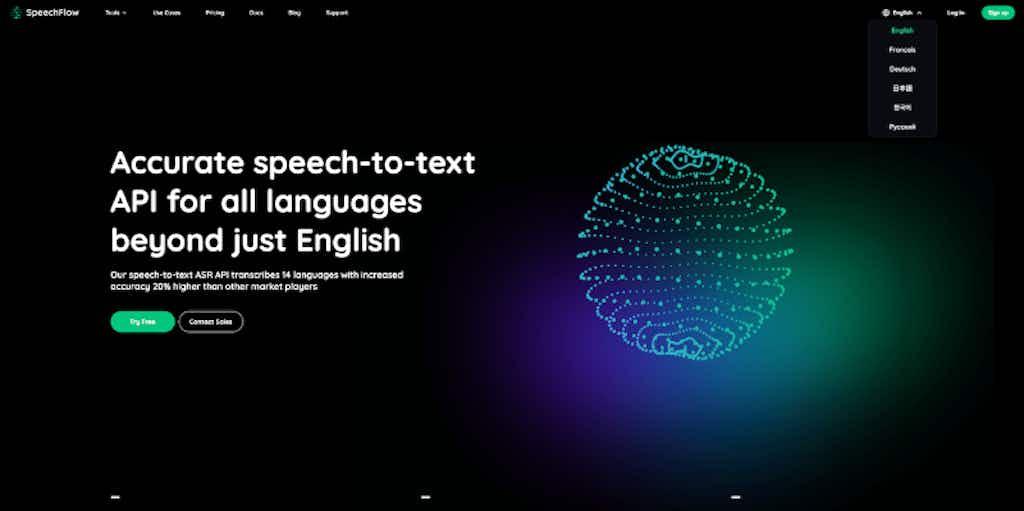 SpeechFlow
Tools
Use Cases
Pricing
Docs
Blog
Support
English
Log In
Sign up
English
Francais
Deutsch
日本語
한국어
Русский
Accurate speech-to-text
API for all languages
beyond just English
Our speech-to-text ASR API transcribes 14 languages with increased
accuracy 20% higher than other market players
Try Free
Contact Sales